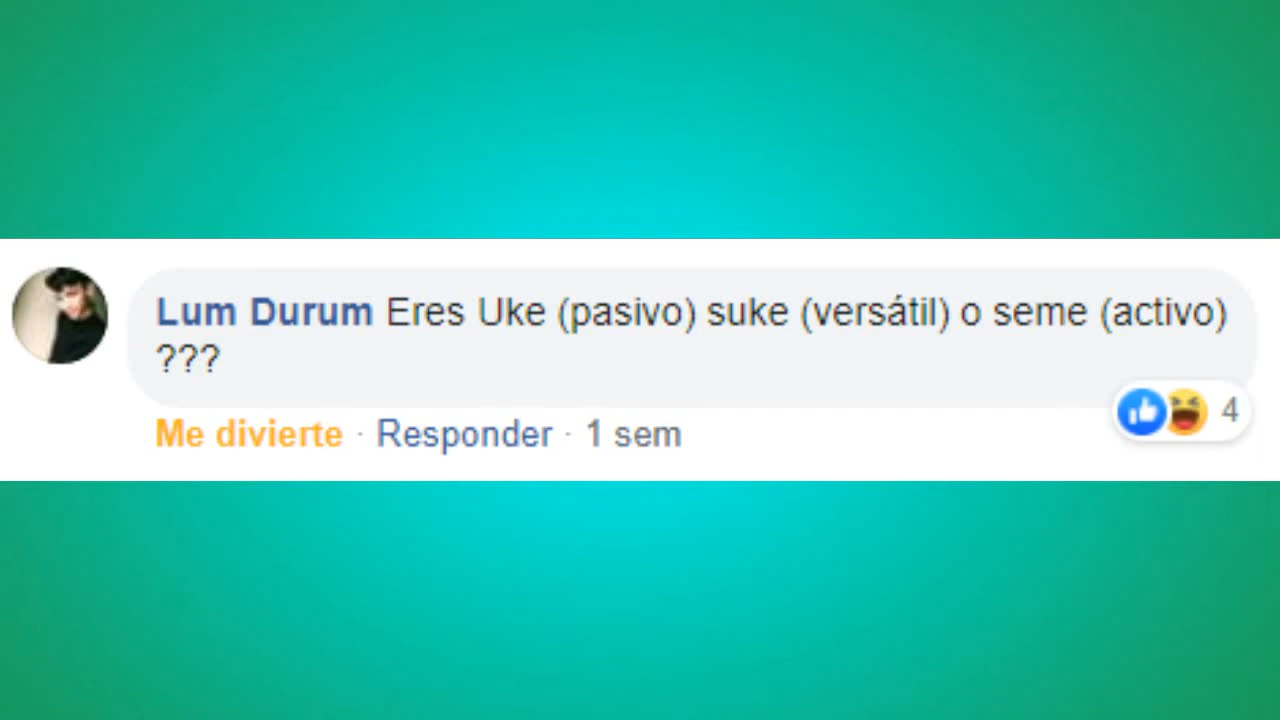 Lum Durum Eres Uke (pasivo) suke (versátil) o seme (activo)
???
Me divierte · Responder · 1 sem
4